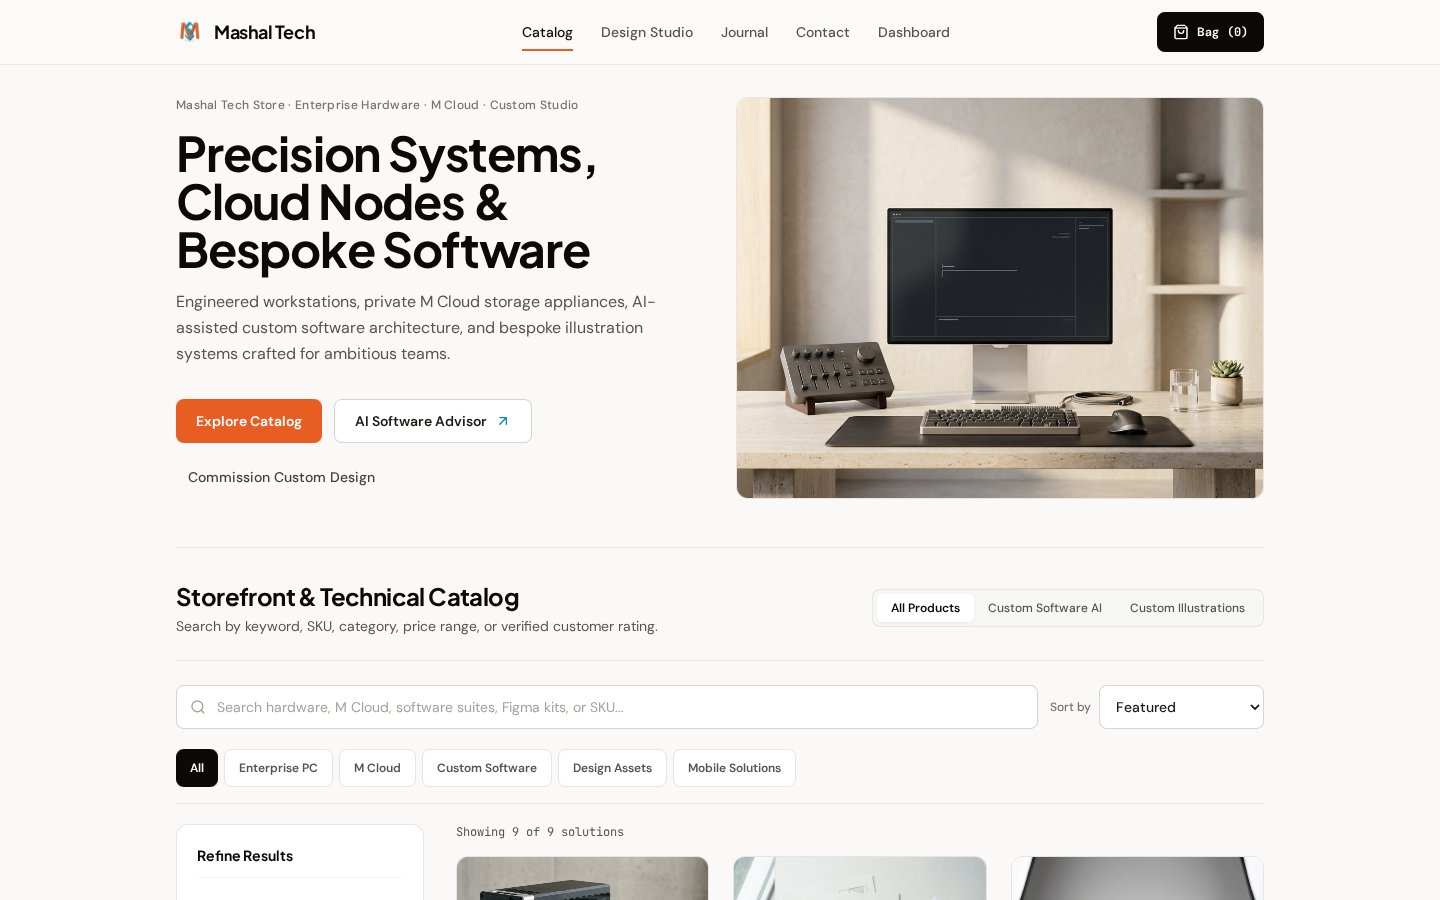 Mashal Tech
Catalog
Design Studio
Journal
Contact
Dashboard
Bag (0)
Mashal Tech Store · Enterprise Hardware · M Cloud · Custom Studio
Precision Systems,
Cloud Nodes &
Bespoke Software
Engineered workstations, private M Cloud storage appliances, AI-
assisted custom software architecture, and bespoke illustration
systems crafted for ambitious teams.
Explore Catalog
AI Software Advisor
Commission Custom Design
Storefront & Technical Catalog
Search by keyword, SKU, category, price range, or verified customer rating.
All Products
Custom Software AI
Custom Illustrations
Search hardware, M Cloud, software suites, Figma kits, or SKU...
Sort by
Featured
All
Enterprise PC
M Cloud
Custom Software
Design Assets
Mobile Solutions
Refine Results
Showing 9 of 9 solutions